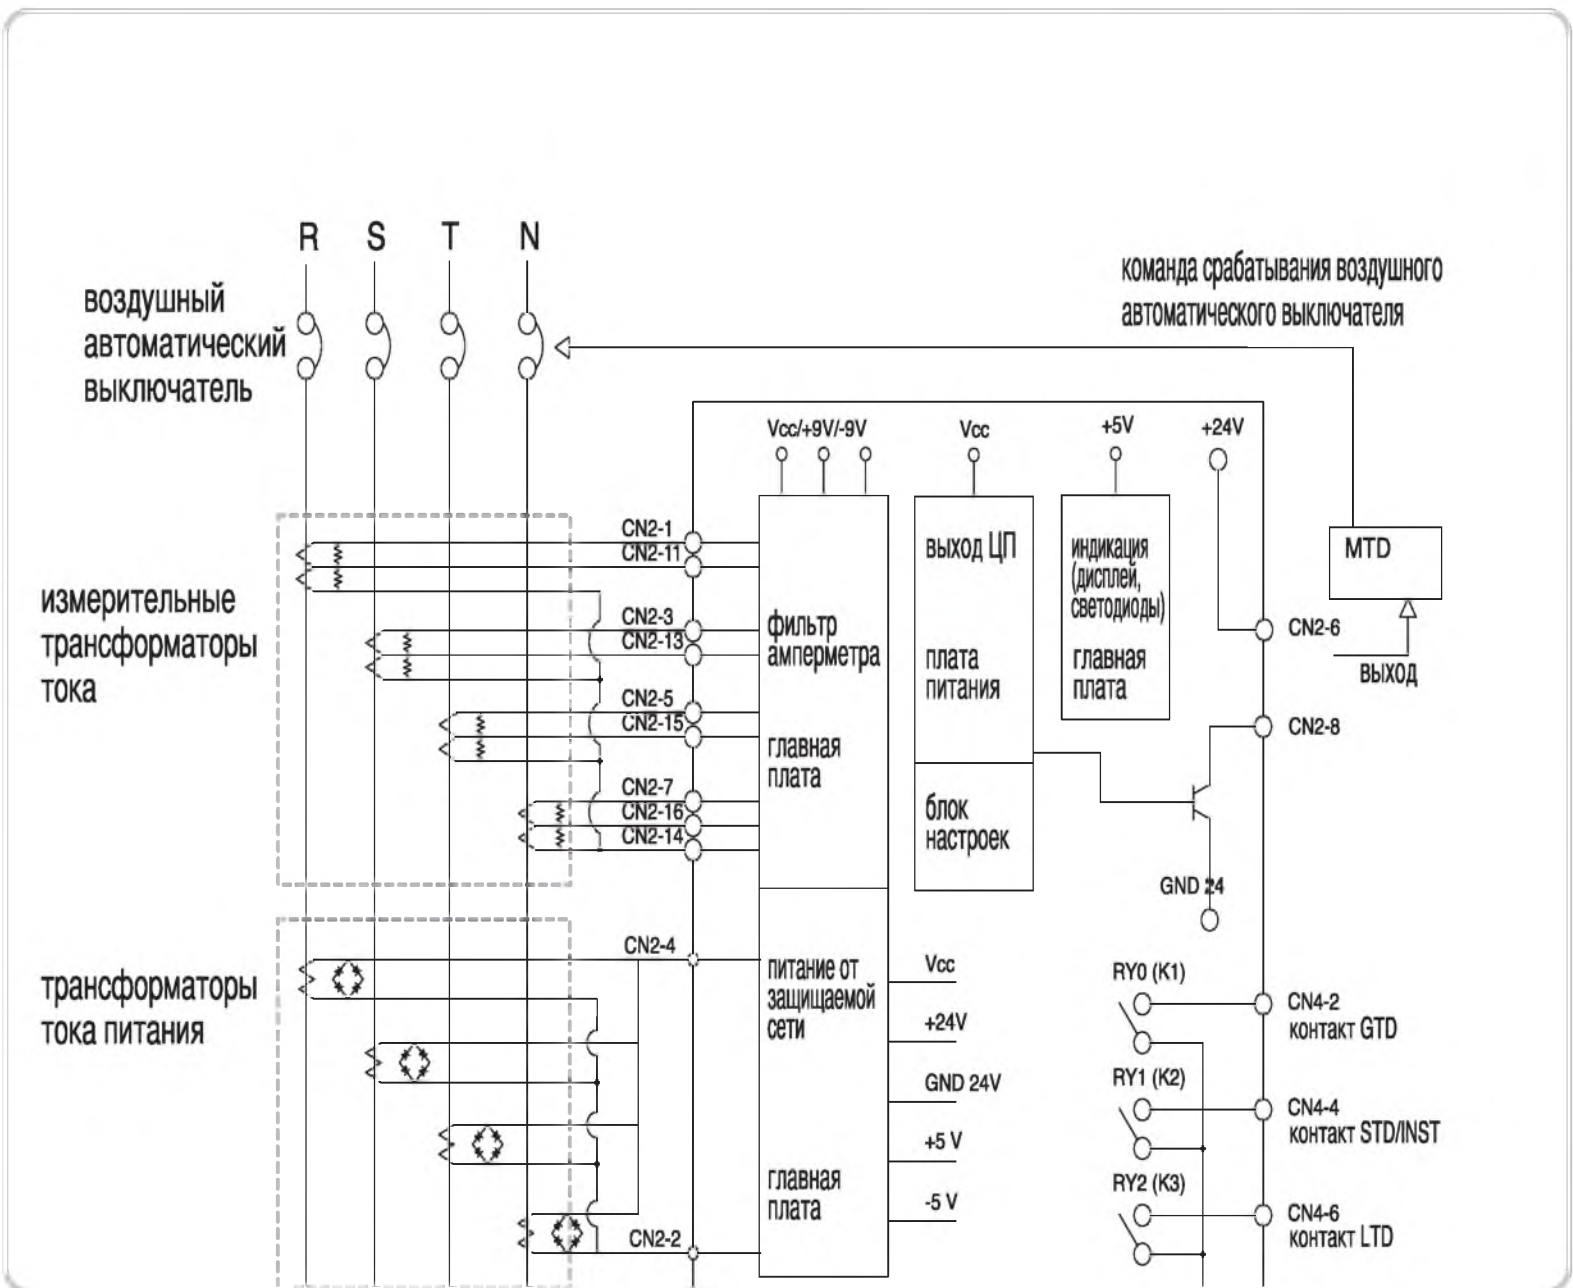 R S T N
воздушный
автоматический
выключатель
команда срабатывания воздушного
автоматического выключателя
Vcc/+9V/-9V
Vcc
+5V
+24V
CN2-1
CN2-11
CN2-3
CN2-13
CN2-5
CN2-15
CN2-7
CN2-16
CN2-14
измерительные
трансформаторы
тока
фильтр
амперметра
главная
плата
выход ЦП
плата
питания
блок
настроек
индикация
(дисплей,
светодиоды)
главная
плата
MTD
выход
CN2-6
CN2-8
GND 24
трансформаторы
тока питания
CN2-4
CN2-2
питание от
защищаемой
сети
главная
плата
Vcc
+24V
GND 24V
+5 V
-5 V
RY0 (K1)
CN4-2
контакт GTD
RY1 (K2)
CN4-4
контакт STD/INST
RY2 (K3)
CN4-6
контакт LTD